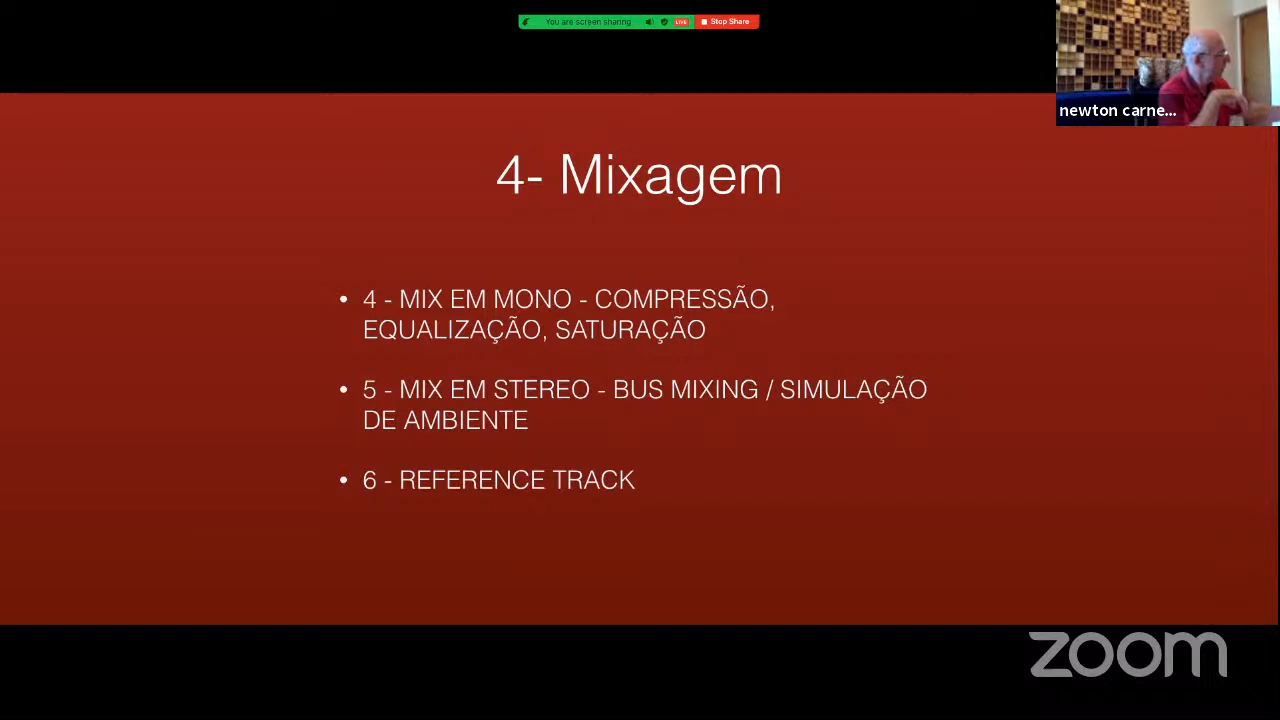 You are screen sharing LIVE Stop Share
newton carne...
4- Mixagem
• 4 - MIX EM MONO - COMPRESSÃO,
EQUALIZAÇÃO, SATURAÇÃO
• 5 - MIX EM STEREO - BUS MIXING / SIMULAÇÃO
DE AMBIENTE
• 6 - REFERENCE TRACK
zoom